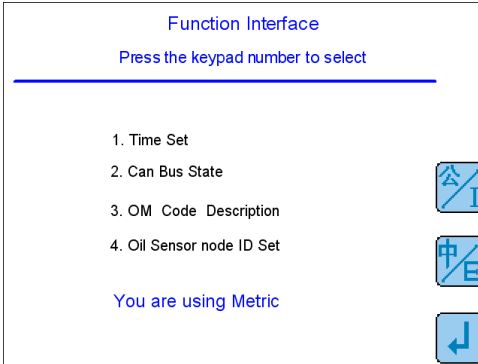 Function Interface
Press the keypad number to select
1. Time Set
2. Can Bus State
3. OM Code Description
4. Oil Sensor node ID Set
You are using Metric
公/I
中/E